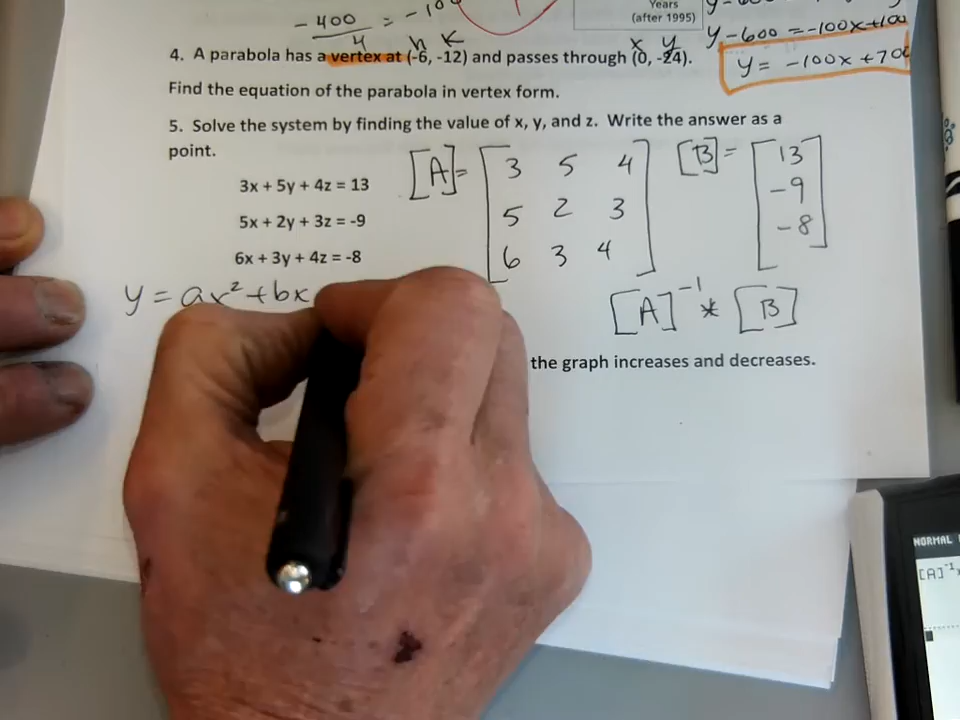 -400 = -10
4
Years
(after 1995)
y-600 = -100x+100
y = -100x+700
h k x y
4. A parabola has a vertex at (-6, -12) and passes through (0, -24).
Find the equation of the parabola in vertex form.
5. Solve the system by finding the value of x, y, and z. Write the answer as a
point.
3x + 5y + 4z = 13
5x + 2y + 3z = -9
6x + 3y + 4z = -8
[A]= 3 5 4
5 2 3
6 3 4
[B]= 13
-9
-8
y = ax²+bx
[A]⁻¹ * [B]
the graph increases and decreases.
NORMAL
[A]⁻¹